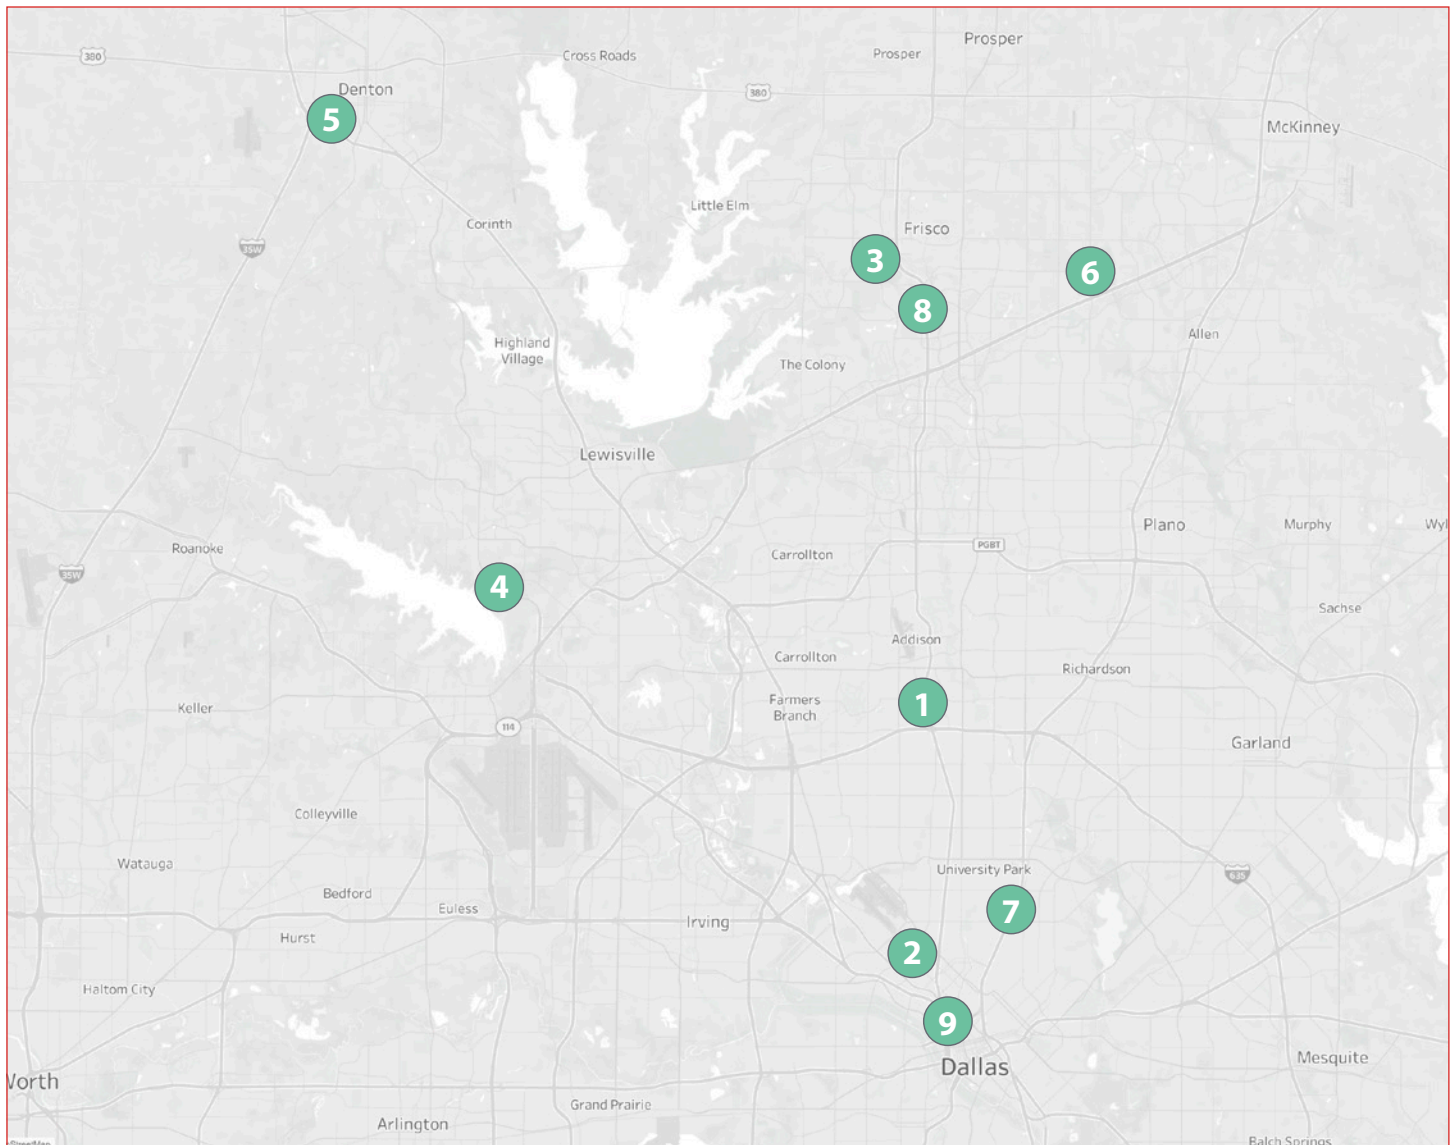 Prosper
Prosper
Cross Roads
380
Denton
380
5
McKinney
Little Elm
Corinth
Frisco
35W
3
6
8
Allen
Highland
Village
The Colony
Lewisville
Plano
Murphy
Wyl
Roanoke
PGBT
Carrollton
35W
4
Sachse
Addison
Carrollton
Richardson
Keller
Farmers
Branch
1
114
Garland
Colleyville
Watauga
University Park
635
Bedford
Euless
7
Irving
Hurst
2
Haltom City
9
Mesquite
Dallas
Worth
Grand Prairie
Arlington
Balch Springs